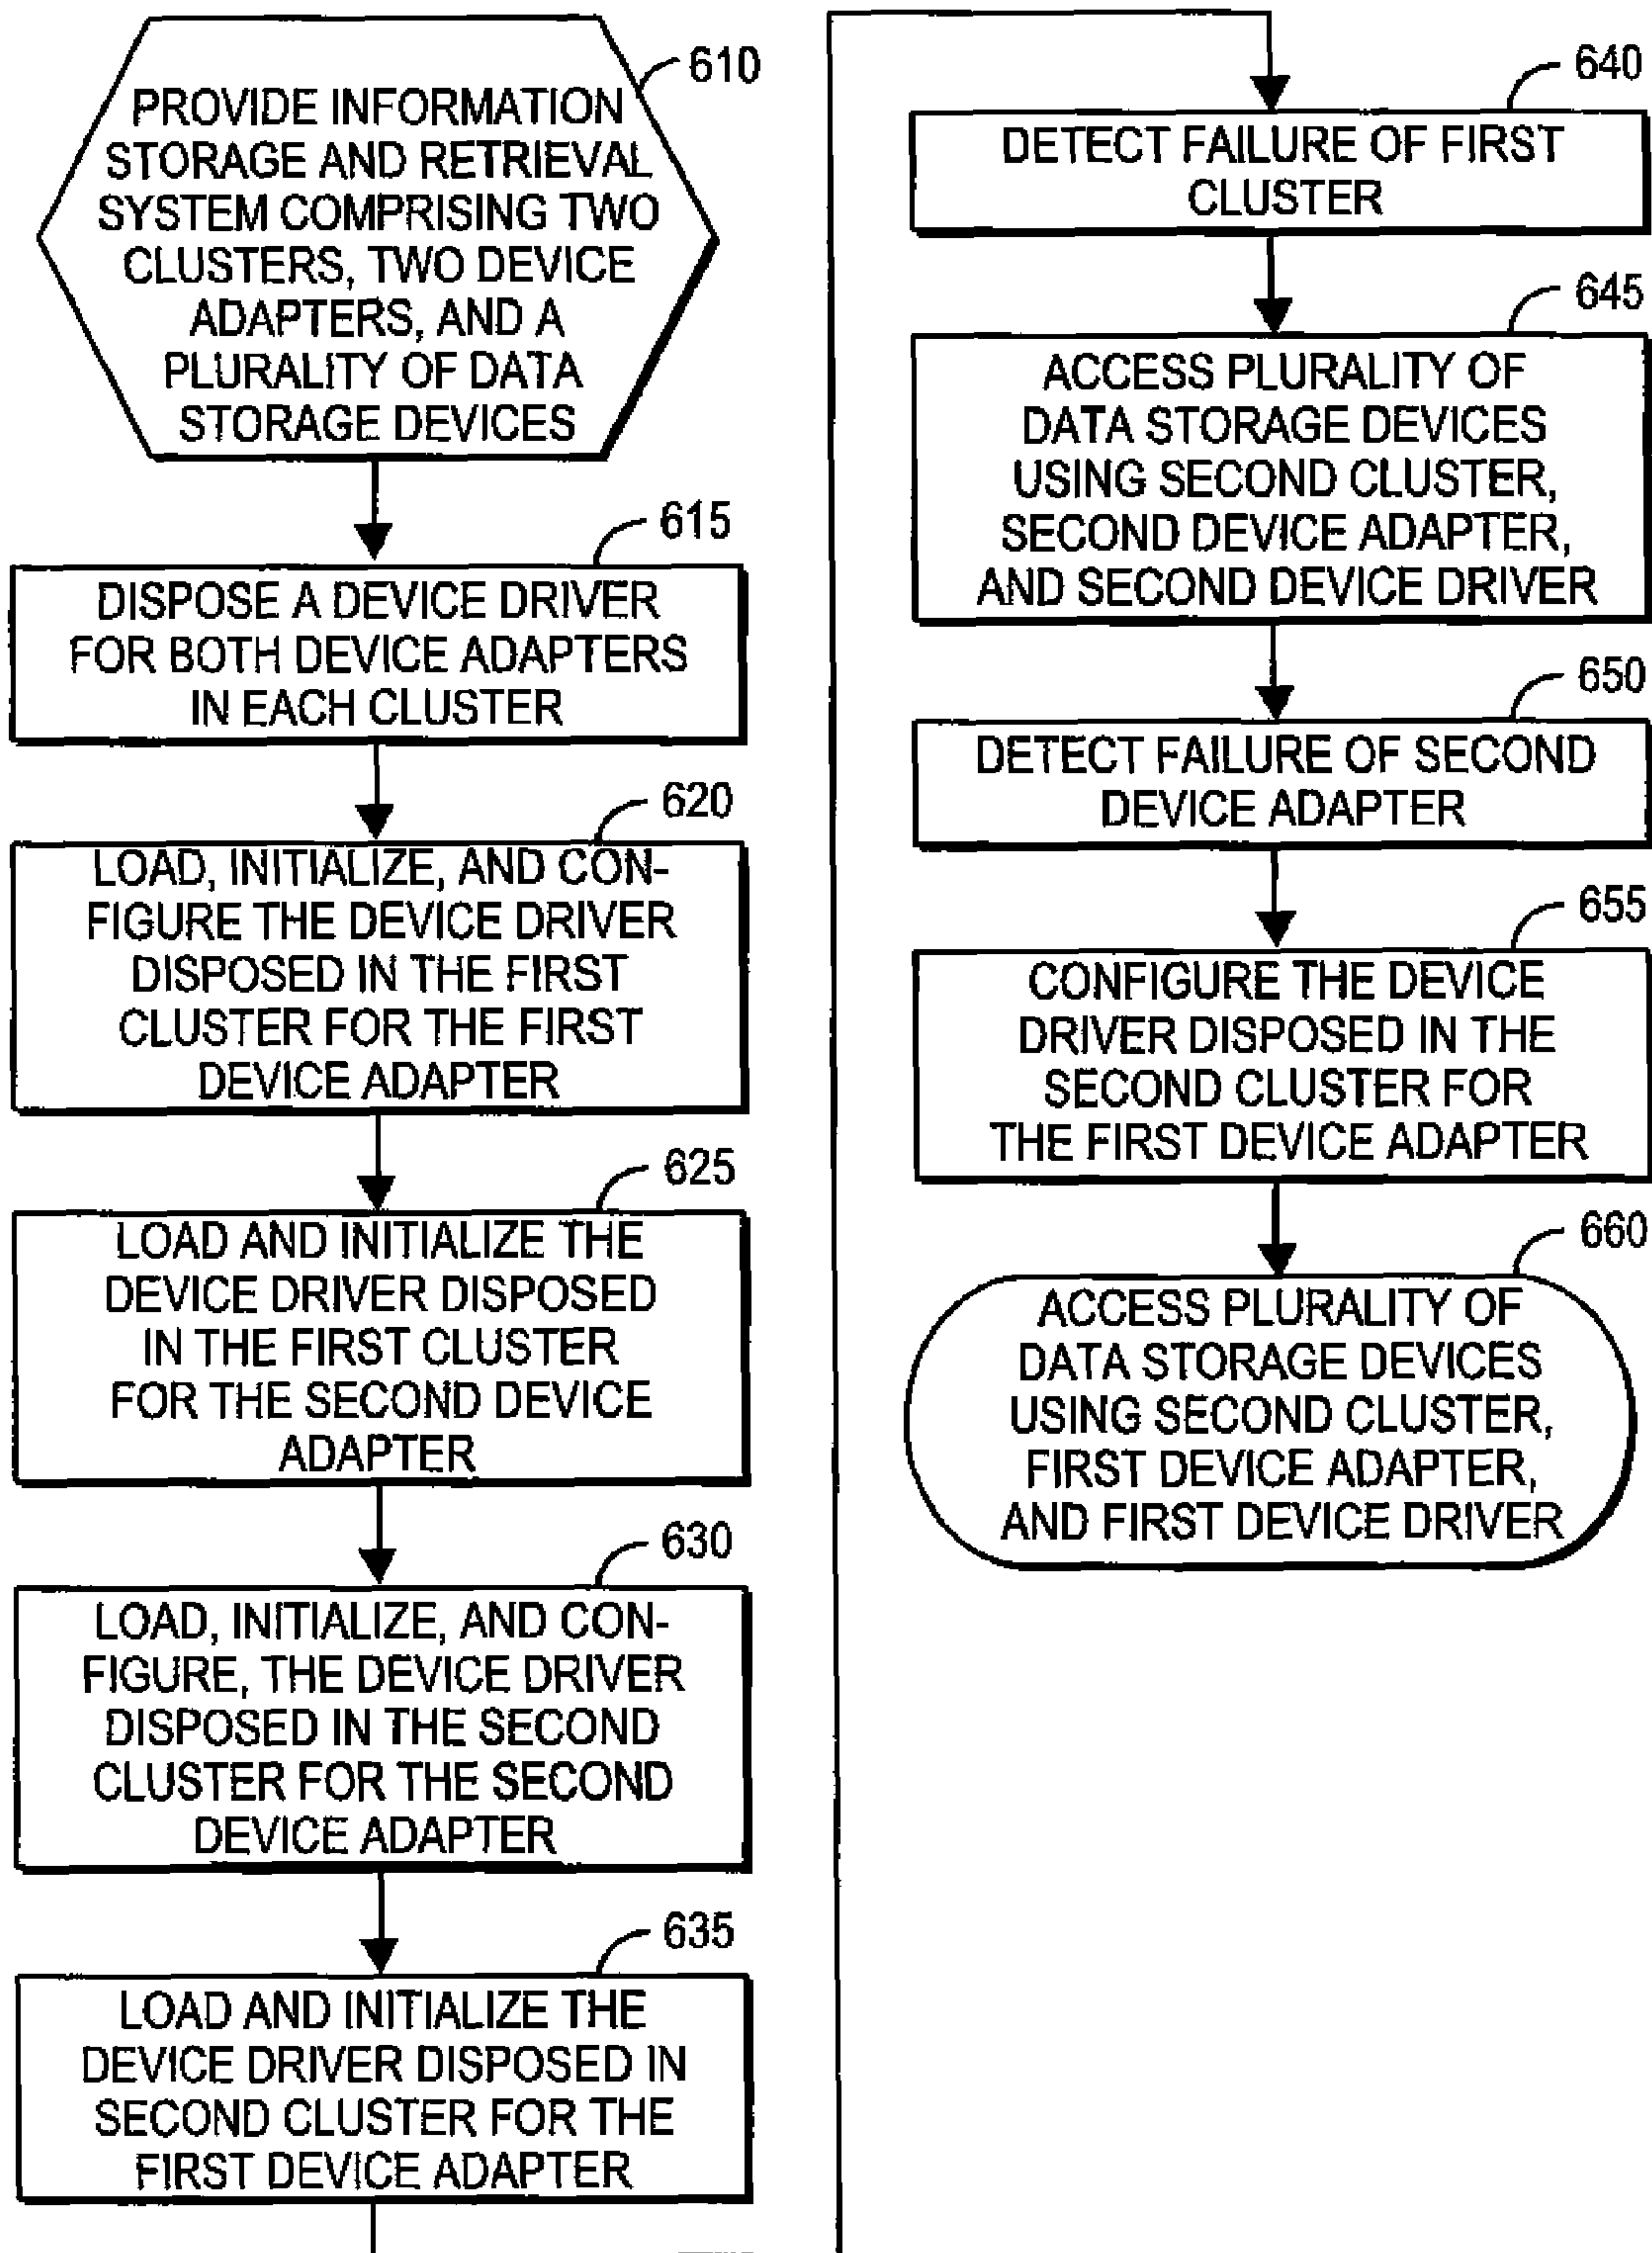 610
PROVIDE INFORMATION
STORAGE AND RETRIEVAL
SYSTEM COMPRISING TWO
CLUSTERS, TWO DEVICE
ADAPTERS, AND A
PLURALITY OF DATA
STORAGE DEVICES
615
DISPOSE A DEVICE DRIVER
FOR BOTH DEVICE ADAPTERS
IN EACH CLUSTER
620
LOAD, INITIALIZE, AND CON-
FIGURE THE DEVICE DRIVER
DISPOSED IN THE FIRST
CLUSTER FOR THE FIRST
DEVICE ADAPTER
625
LOAD AND INITIALIZE THE
DEVICE DRIVER DISPOSED
IN THE FIRST CLUSTER
FOR THE SECOND DEVICE
ADAPTER
630
LOAD, INITIALIZE, AND CON-
FIGURE, THE DEVICE DRIVER
DISPOSED IN THE SECOND
CLUSTER FOR THE SECOND
DEVICE ADAPTER
635
LOAD AND INITIALIZE THE
DEVICE DRIVER DISPOSED IN
SECOND CLUSTER FOR THE
FIRST DEVICE ADAPTER
640
DETECT FAILURE OF FIRST
CLUSTER
645
ACCESS PLURALITY OF
DATA STORAGE DEVICES
USING SECOND CLUSTER,
SECOND DEVICE ADAPTER,
AND SECOND DEVICE DRIVER
650
DETECT FAILURE OF SECOND
DEVICE ADAPTER
655
CONFIGURE THE DEVICE
DRIVER DISPOSED IN THE
SECOND CLUSTER FOR
THE FIRST DEVICE ADAPTER
660
ACCESS PLURALITY OF
DATA STORAGE DEVICES
USING SECOND CLUSTER,
FIRST DEVICE ADAPTER,
AND FIRST DEVICE DRIVER